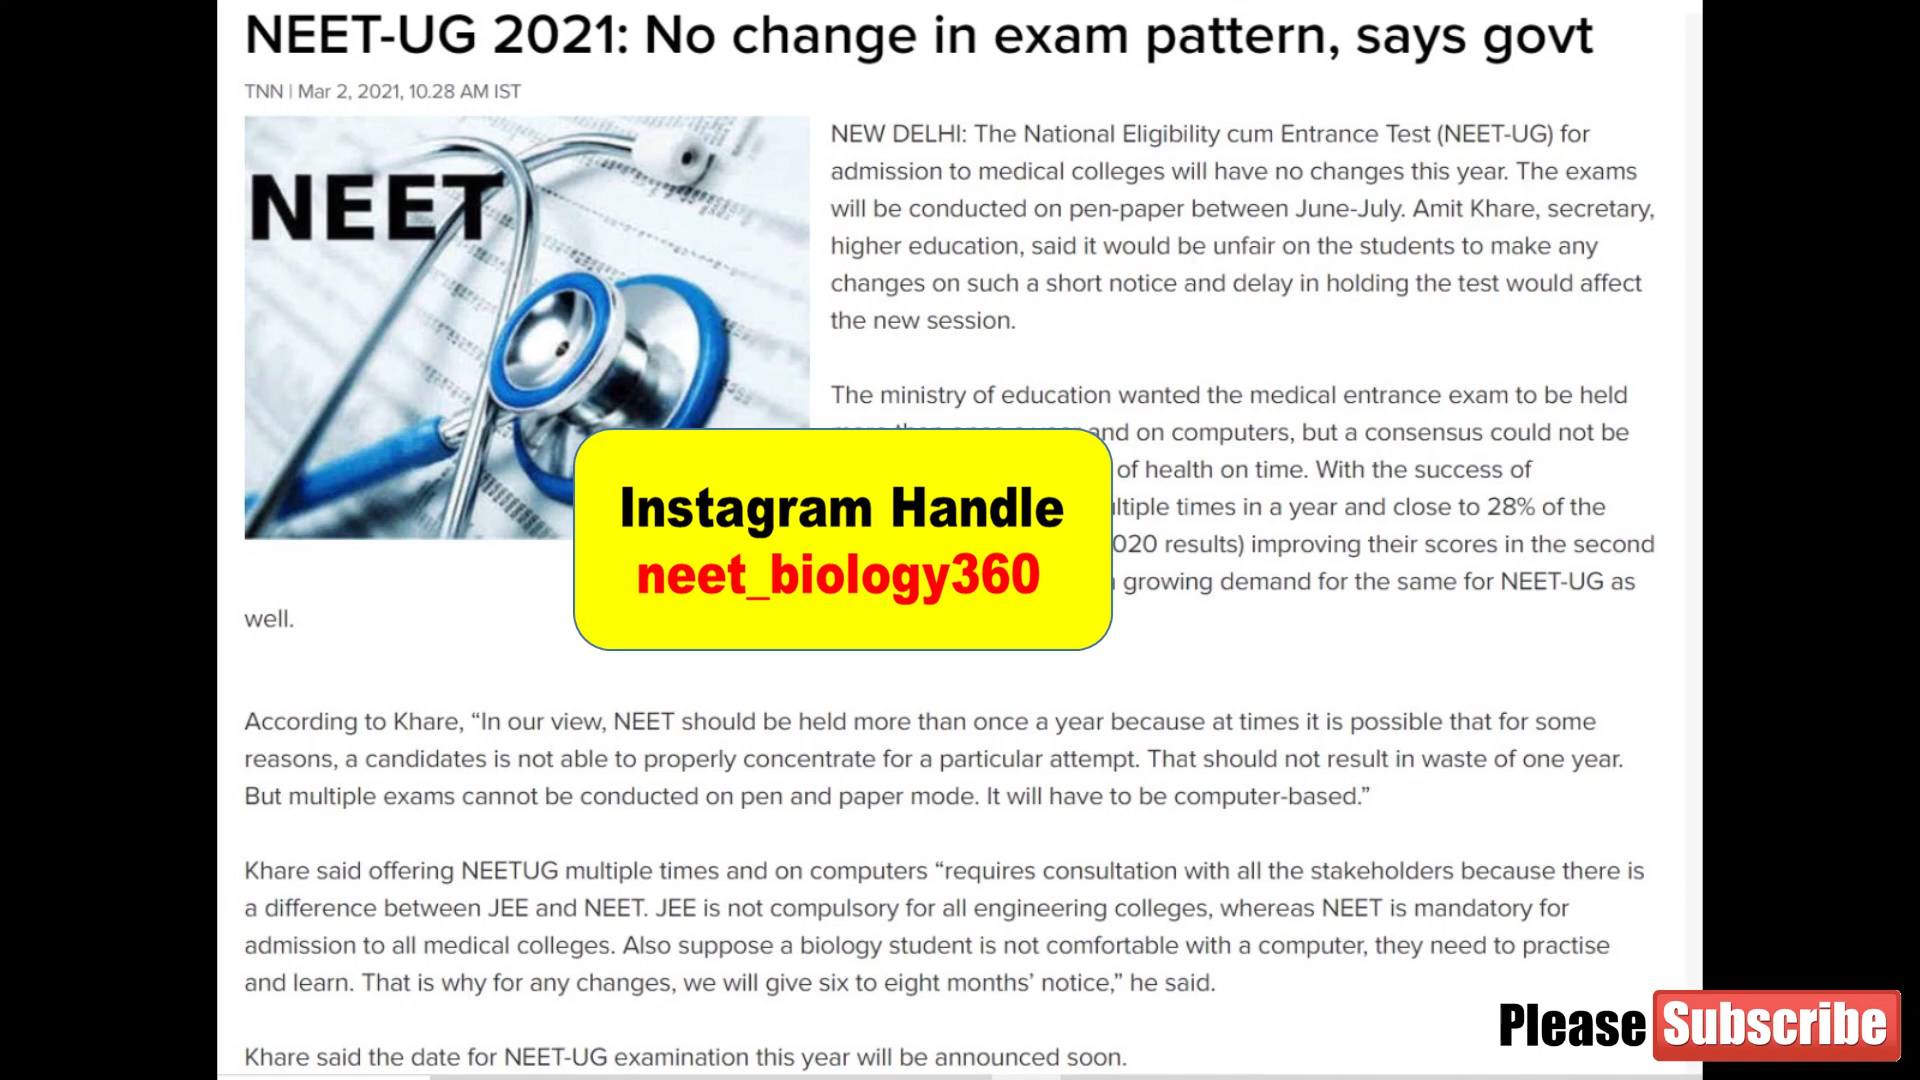 NEET-UG 2021: No change in exam pattern, says govt
TNN | Mar 2, 2021, 10.28 AM IST
NEET
NEW DELHI: The National Eligibility cum Entrance Test (NEET-UG) for
admission to medical colleges will have no changes this year. The exams
will be conducted on pen-paper between June-July. Amit Khare, secretary,
higher education, said it would be unfair on the students to make any
changes on such a short notice and delay in holding the test would affect
the new session.
The ministry of education wanted the medical entrance exam to be held
and on computers, but a consensus could not be
of health on time. With the success of
times in a year and close to 28% of the
results) improving their scores in the second
growing demand for the same for NEET-UG as
well.
Instagram Handle
neet_biology360
According to Khare, “In our view, NEET should be held more than once a year because at times it is possible that for some
reasons, a candidates is not able to properly concentrate for a particular attempt. That should not result in waste of one year.
But multiple exams cannot be conducted on pen and paper mode. It will have to be computer-based.”
Khare said offering NEETUG multiple times and on computers “requires consultation with all the stakeholders because there is
a difference between JEE and NEET. JEE is not compulsory for all engineering colleges, whereas NEET is mandatory for
admission to all medical colleges. Also suppose a biology student is not comfortable with a computer, they need to practise
and learn. That is why for any changes, we will give six to eight months’ notice,” he said.
Khare said the date for NEET-UG examination this year will be announced soon.
Please Subscribe